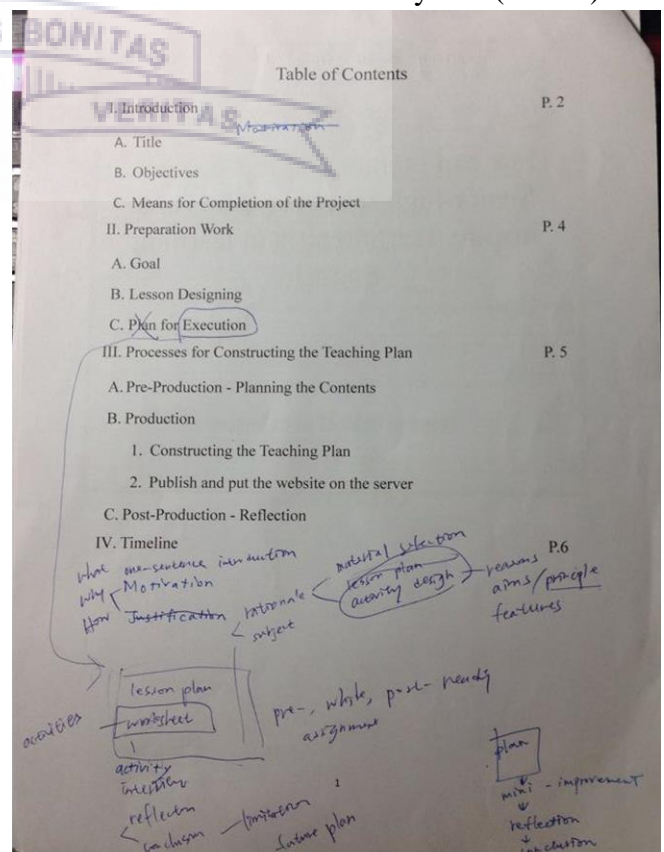 BONITAS
VERITAS
Table of Contents
I. Introduction P. 2
Motivation
A. Title
B. Objectives
C. Means for Completion of the Project
II. Preparation Work P. 4
A. Goal
B. Lesson Designing
C. Plan for Execution
III. Processes for Constructing the Teaching Plan P. 5
A. Pre-Production - Planning the Contents
B. Production
1. Constructing the Teaching Plan
2. Publish and put the website on the server
C. Post-Production - Reflection
IV. Timeline P.6
what one-sentence introduction
why Motivation
How Justification
rationale
subject
material selection
lesson plan
activity design
reasons
aims/principle
features
lesson plan
activities worksheet
pre-, while, post- reading
assignment
activity
reflection
conclusion limitation
future plan
1
plan
mini - improvement
reflection
conclusion